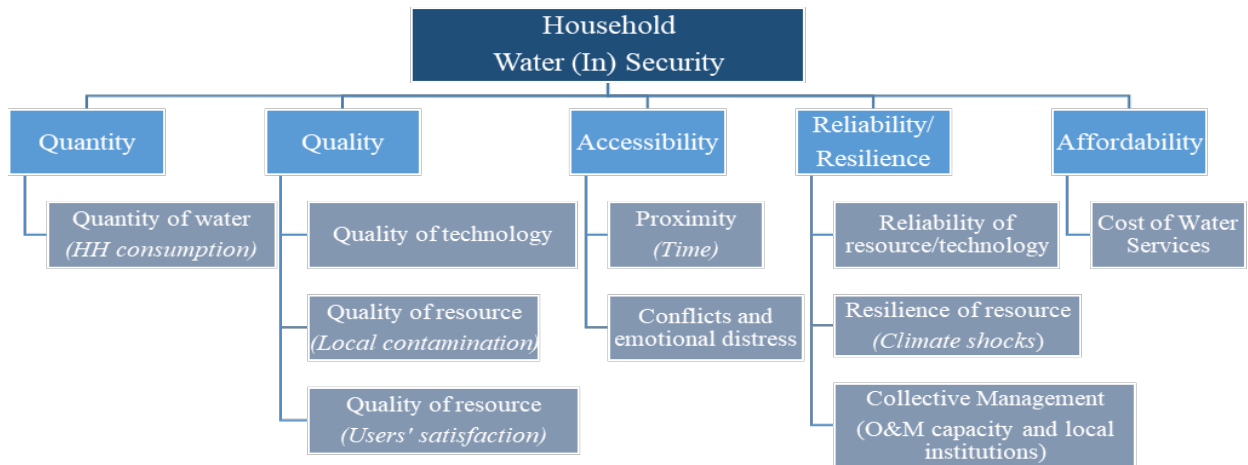 Household
Water (In) Security
Quantity
Quality
Accessibility
Reliability/
Resilience
Affordability
Quantity of water
(HH consumption)
Quality of technology
Proximity
(Time)
Reliability of
resource/technology
Cost of Water
Services
Quality of resource
(Local contamination)
Conflicts and
emotional distress
Resilience of resource
(Climate shocks)
Quality of resource
(Users' satisfaction)
Collective Management
(O&M capacity and local
institutions)